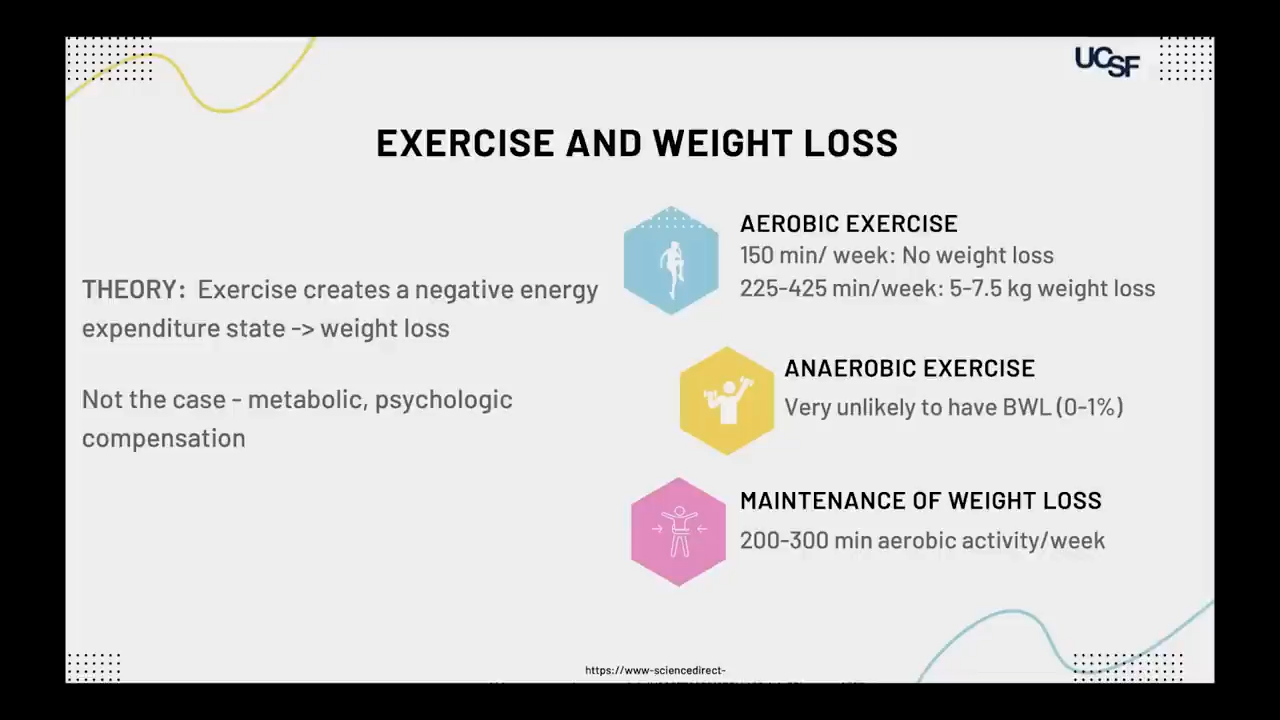 UCSF
EXERCISE AND WEIGHT LOSS
THEORY: Exercise creates a negative energy
expenditure state -> weight loss
Not the case - metabolic, psychologic
compensation
AEROBIC EXERCISE
150 min/ week: No weight loss
225-425 min/week: 5-7.5 kg weight loss
ANAEROBIC EXERCISE
Very unlikely to have BWL (0-1%)
MAINTENANCE OF WEIGHT LOSS
200-300 min aerobic activity/week
https://www-sciencedirect-